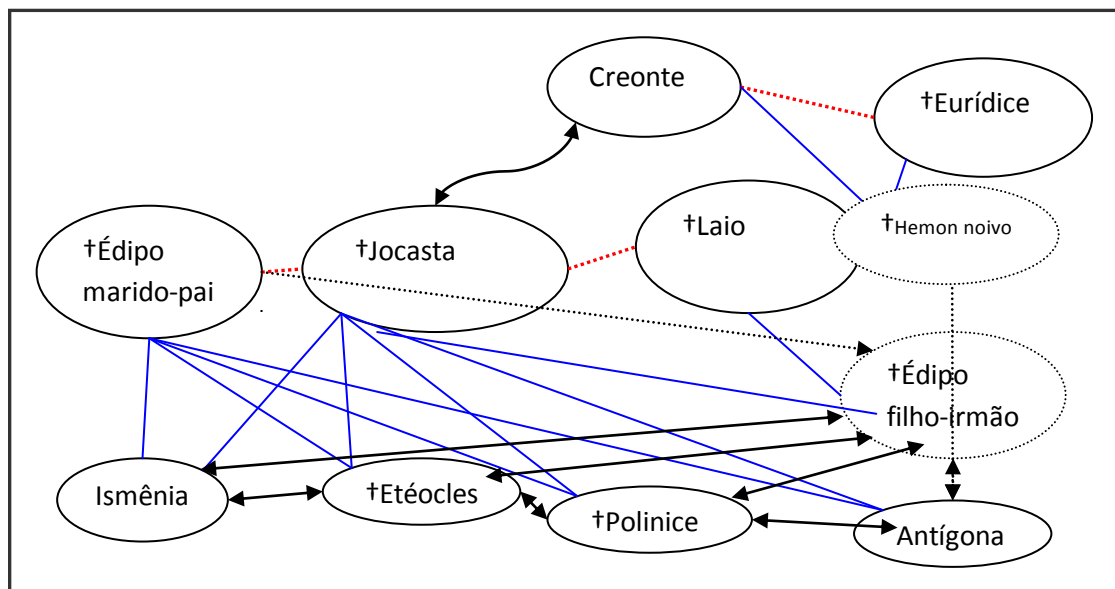 Creonte
†Eurídice
†Laio
†Hemon noivo
†Édipo
marido-pai
†Jocasta
.
†Édipo
filho-irmão
Ismênia
†Etéocles
†Polinice
Antígona